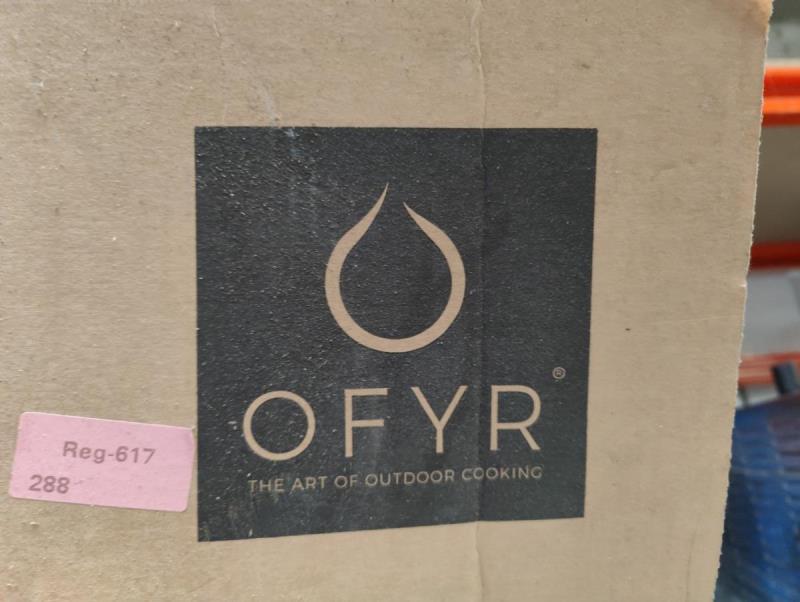 OFYR®
THE ART OF OUTDOOR COOKING
Reg-617
288